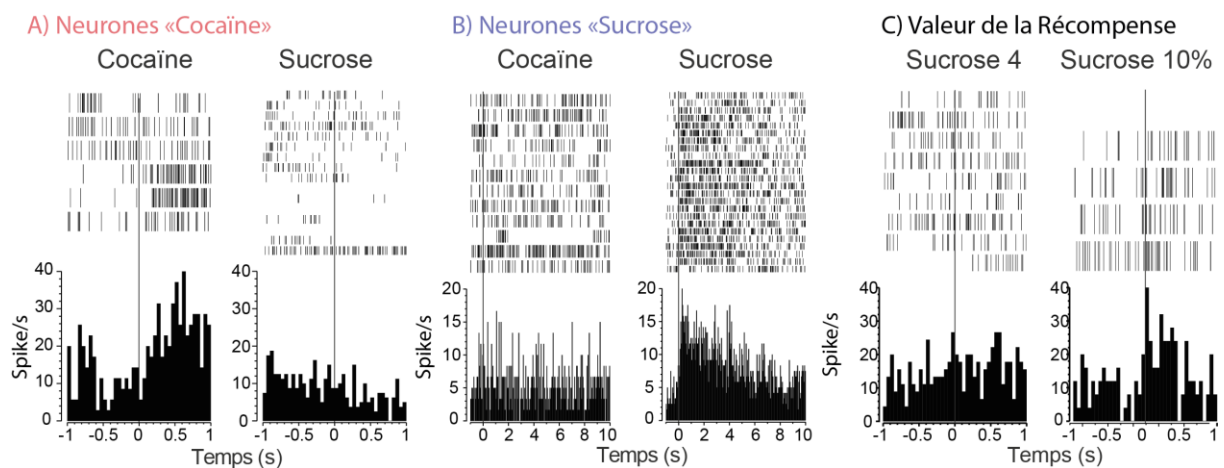 A) Neurones «Cocaïne»
B) Neurones «Sucrose»
C) Valeur de la Récompense
Cocaïne
Sucrose
Cocaïne
Sucrose
Sucrose 4
Sucrose 10%
Spike/s
40
30
20
10
0
-1 -0.5 0 0.5 1
40
30
20
10
0
-1 -0.5 0 0.5 1
Temps (s)
Spike/s
20
15
10
5
0
0 2 4 6 8 10
20
15
10
5
0
0 2 4 6 8 10
Temps (s)
Spike/s
40
30
20
10
0
-1 -0.5 0 0.5 1
40
30
20
10
0
-1 -0.5 0 0.5 1
Temps (s)